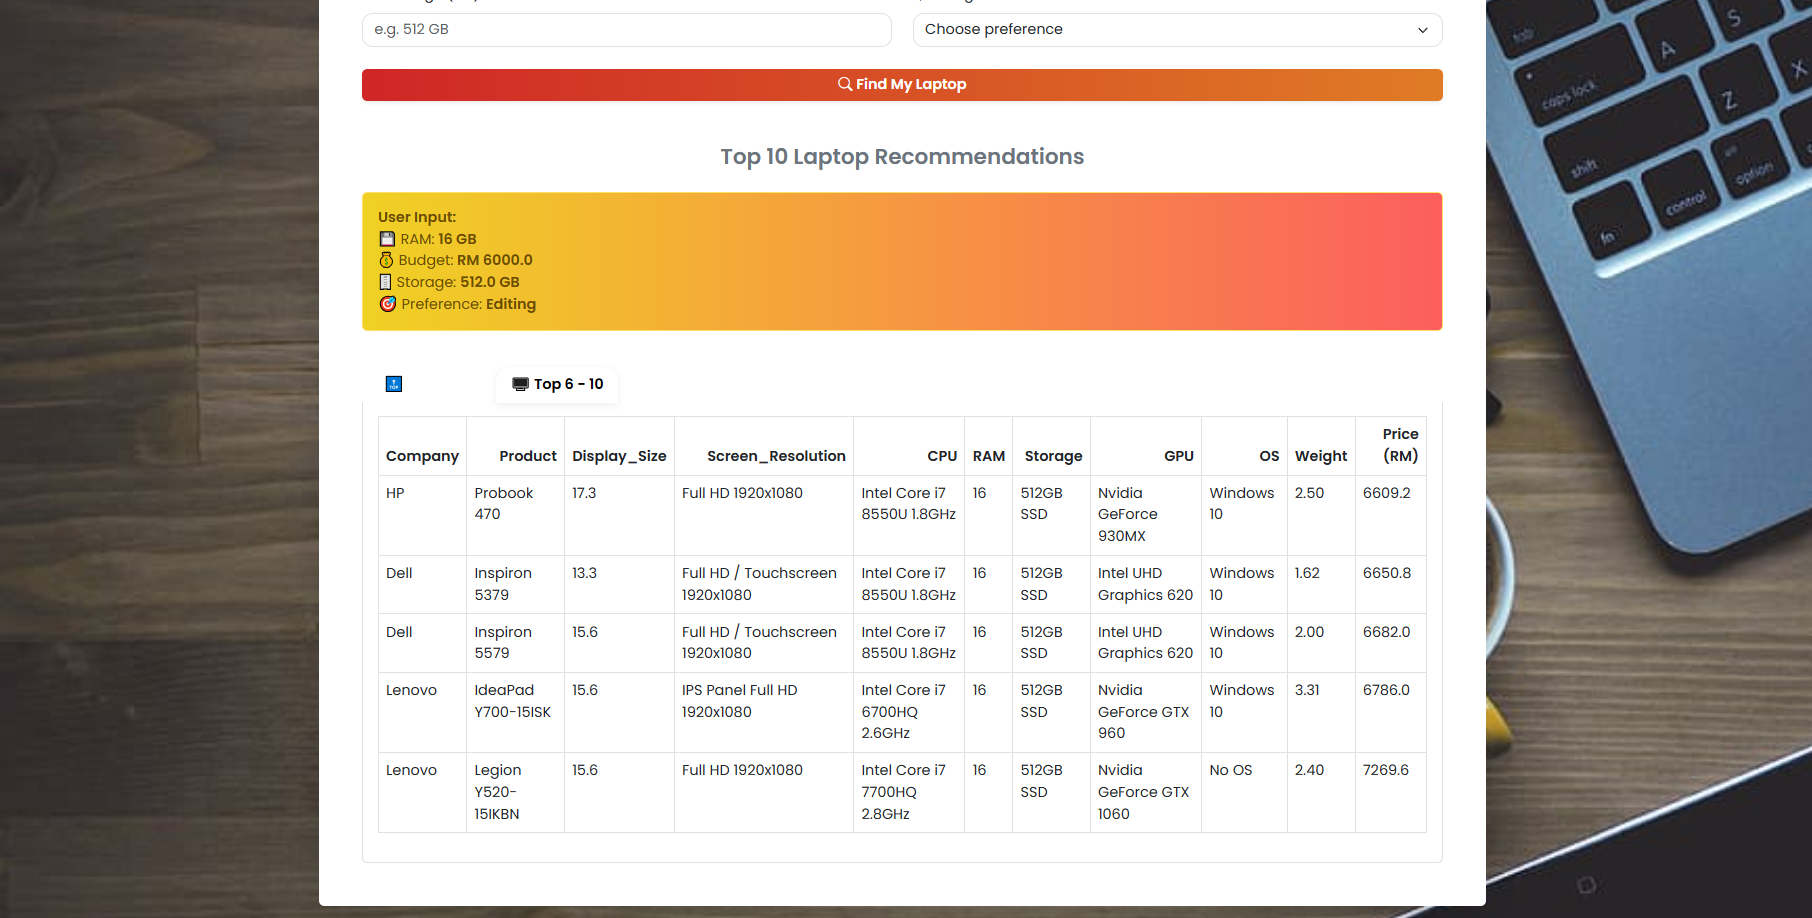 e.g. 512 GB
Choose preference
Find My Laptop
Top 10 Laptop Recommendations
User Input:
RAM: 16 GB
Budget: RM 6000.0
Storage: 512.0 GB
Preference: Editing
TOP
Top 6 - 10
Company Product Display_Size Screen_Resolution CPU RAM Storage GPU OS Weight Price (RM)
HP Probook 470 17.3 Full HD 1920x1080 Intel Core i7 8550U 1.8GHz 16 512GB SSD Nvidia GeForce 930MX Windows 10 2.50 6609.2
Dell Inspiron 5379 13.3 Full HD / Touchscreen 1920x1080 Intel Core i7 8550U 1.8GHz 16 512GB SSD Intel UHD Graphics 620 Windows 10 1.62 6650.8
Dell Inspiron 5579 15.6 Full HD / Touchscreen 1920x1080 Intel Core i7 8550U 1.8GHz 16 512GB SSD Intel UHD Graphics 620 Windows 10 2.00 6682.0
Lenovo IdeaPad Y700-15ISK 15.6 IPS Panel Full HD 1920x1080 Intel Core i7 6700HQ 2.6GHz 16 512GB SSD Nvidia GeForce GTX 960 Windows 10 3.31 6786.0
Lenovo Legion Y520-15IKBN 15.6 Full HD 1920x1080 Intel Core i7 7700HQ 2.8GHz 16 512GB SSD Nvidia GeForce GTX 1060 No OS 2.40 7269.6
tab
S
A
caps lock
X
Z
shift
alt
option
control
fn